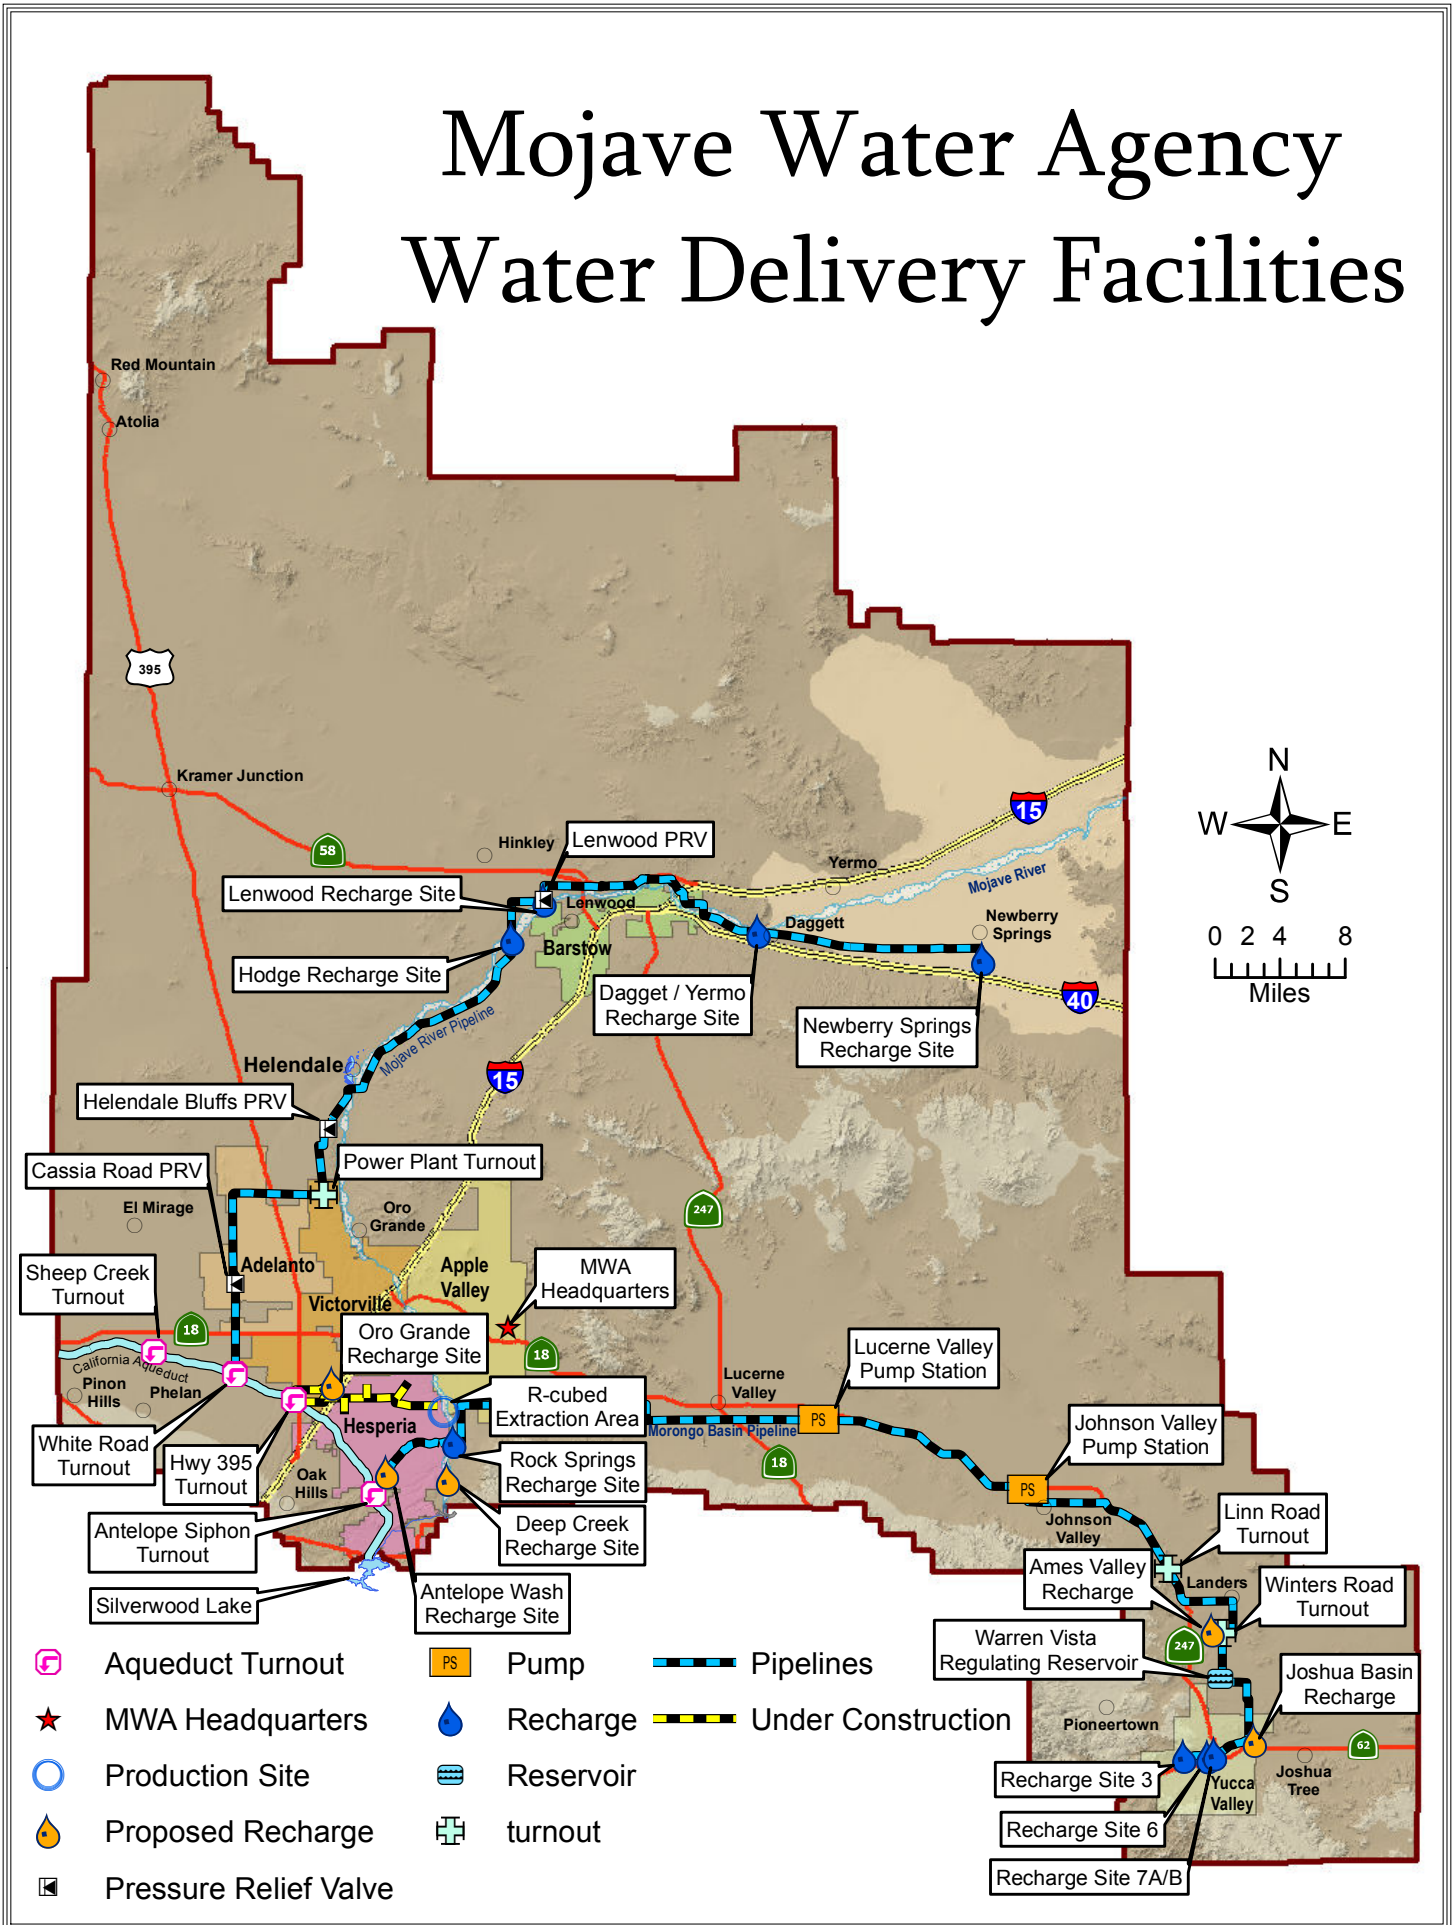 Mojave Water Agency
Water Delivery Facilities
Red Mountain
Atolia
395
Kramer Junction
58
Hinkley
Lenwood PRV
Lenwood Recharge Site
Lenwood
Barstow
Hodge Recharge Site
15
Yermo
Mojave River
Newberry
Springs
Daggett
40
Dagget / Yermo
Recharge Site
Newberry Springs
Recharge Site
N
W
E
S
0 2 4 8
Miles
Mojave River Pipeline
Helendale
15
Helendale Bluffs PRV
Power Plant Turnout
Cassia Road PRV
El Mirage
Oro
Grande
247
Sheep Creek
Turnout
Adelanto
Apple
Valley
MWA
Headquarters
Victorville
18
Oro Grande
Recharge Site
18
California Aqueduct
Pinon
Hills
Phelan
Lucerne
Valley
Lucerne Valley
Pump Station
R-cubed
Extraction Area
PS
Hesperia
Morongo Basin Pipeline
Johnson Valley
Pump Station
White Road
Turnout
Hwy 395
Turnout
Oak
Hills
Rock Springs
Recharge Site
18
PS
Antelope Siphon
Turnout
Deep Creek
Recharge Site
Johnson
Valley
Linn Road
Turnout
Silverwood Lake
Antelope Wash
Recharge Site
Ames Valley
Recharge
Landers
Winters Road
Turnout
Warren Vista
Regulating Reservoir
247
Joshua Basin
Recharge
Pioneertown
62
Recharge Site 3
Yucca
Valley
Joshua
Tree
Recharge Site 6
Recharge Site 7A/B
Aqueduct Turnout
MWA Headquarters
Production Site
Proposed Recharge
Pressure Relief Valve
PS
Pump
Recharge
Reservoir
turnout
Pipelines
Under Construction